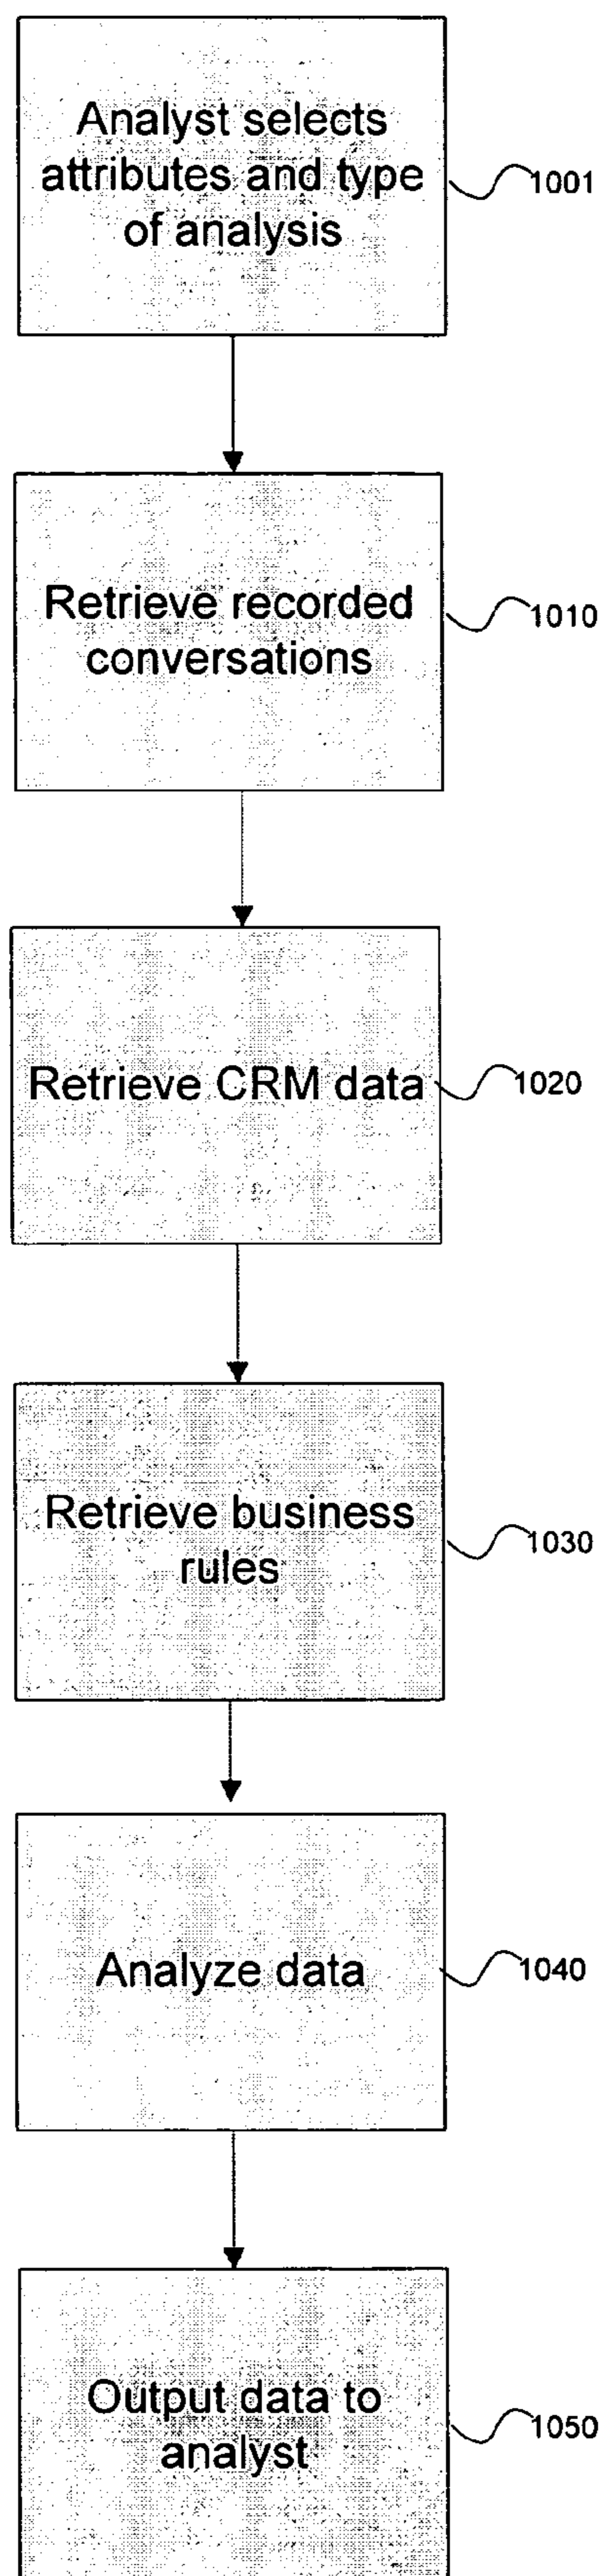 Analyst selects
attributes and type
of analysis
1001
Retrieve recorded
conversations
1010
Retrieve CRM data
1020
Retrieve business
rules
1030
Analyze data
1040
Output data to
analyst
1050